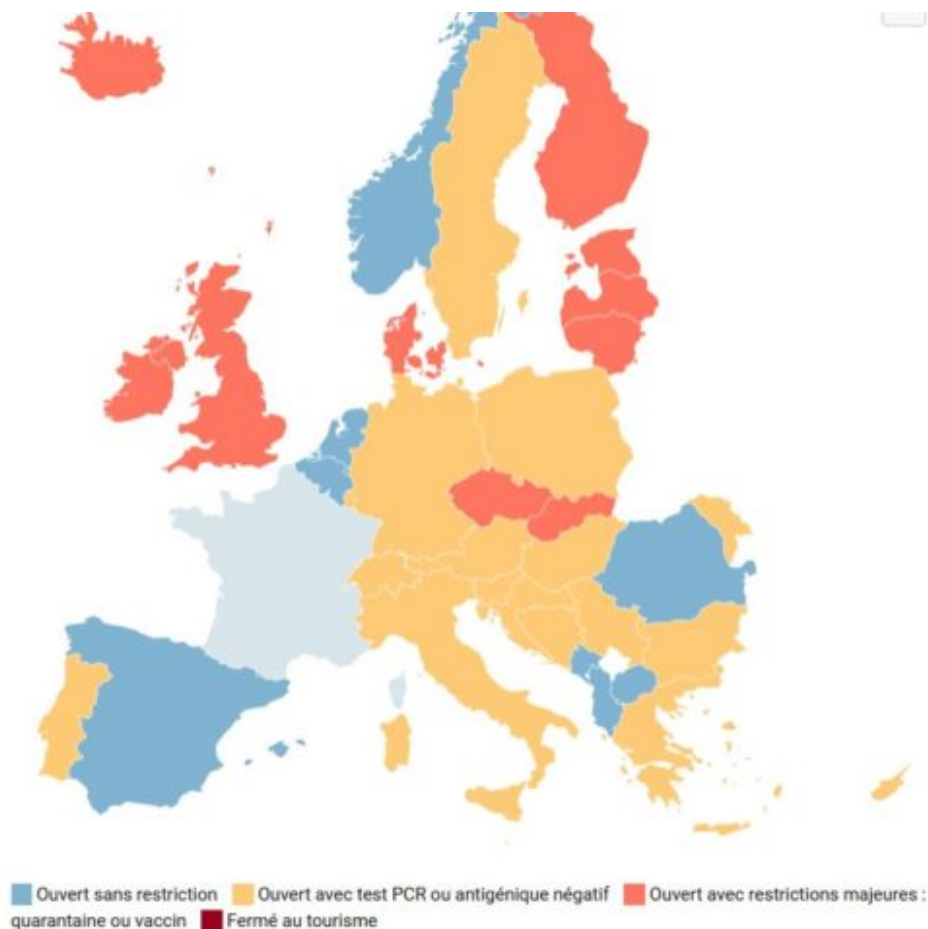 Ouvert sans restriction Ouvert avec test PCR ou antigénique négatif Ouvert avec restrictions majeures :
quarantaine ou vaccin Fermé au tourisme